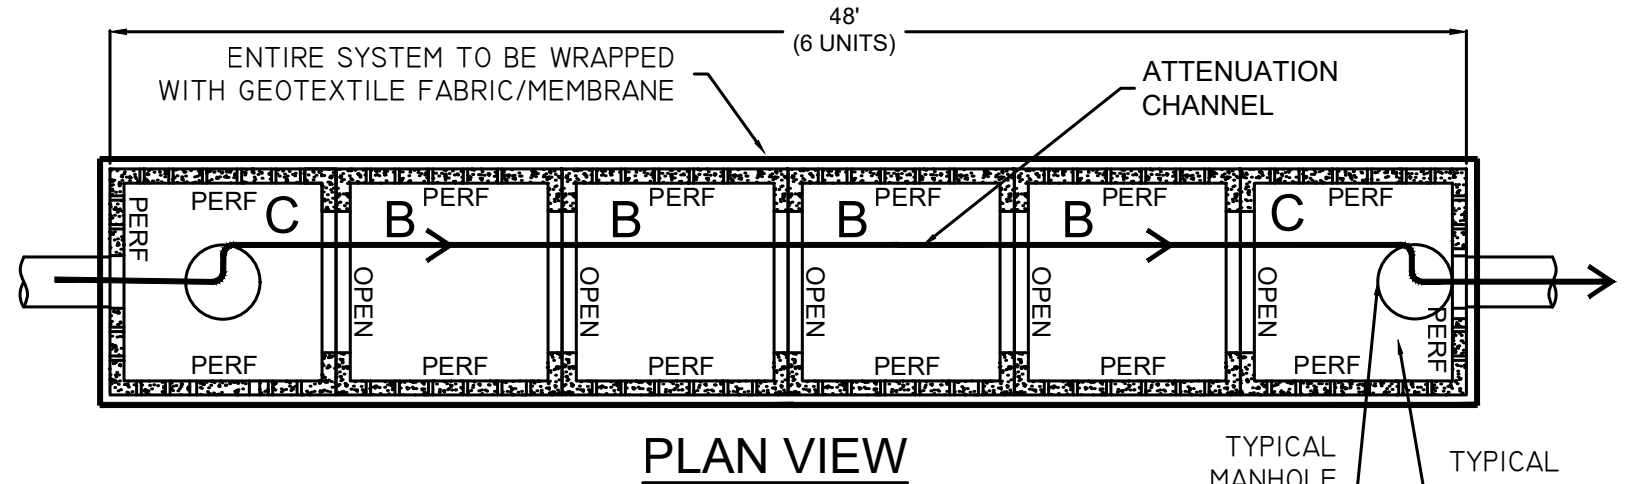 48'
(6 UNITS)
ENTIRE SYSTEM TO BE WRAPPED
WITH GEOTEXTILE FABRIC/MEMBRANE
ATTENUATION
CHANNEL
PERF
PERF
PERF
PERF
PERF
PERF
PERF
C
B
B
B
B
C
OPEN
OPEN
OPEN
OPEN
OPEN
PERF
PERF
PERF
PERF
PERF
PERF
PERF
PLAN VIEW
TYPICAL
MANHOLE
TYPICAL